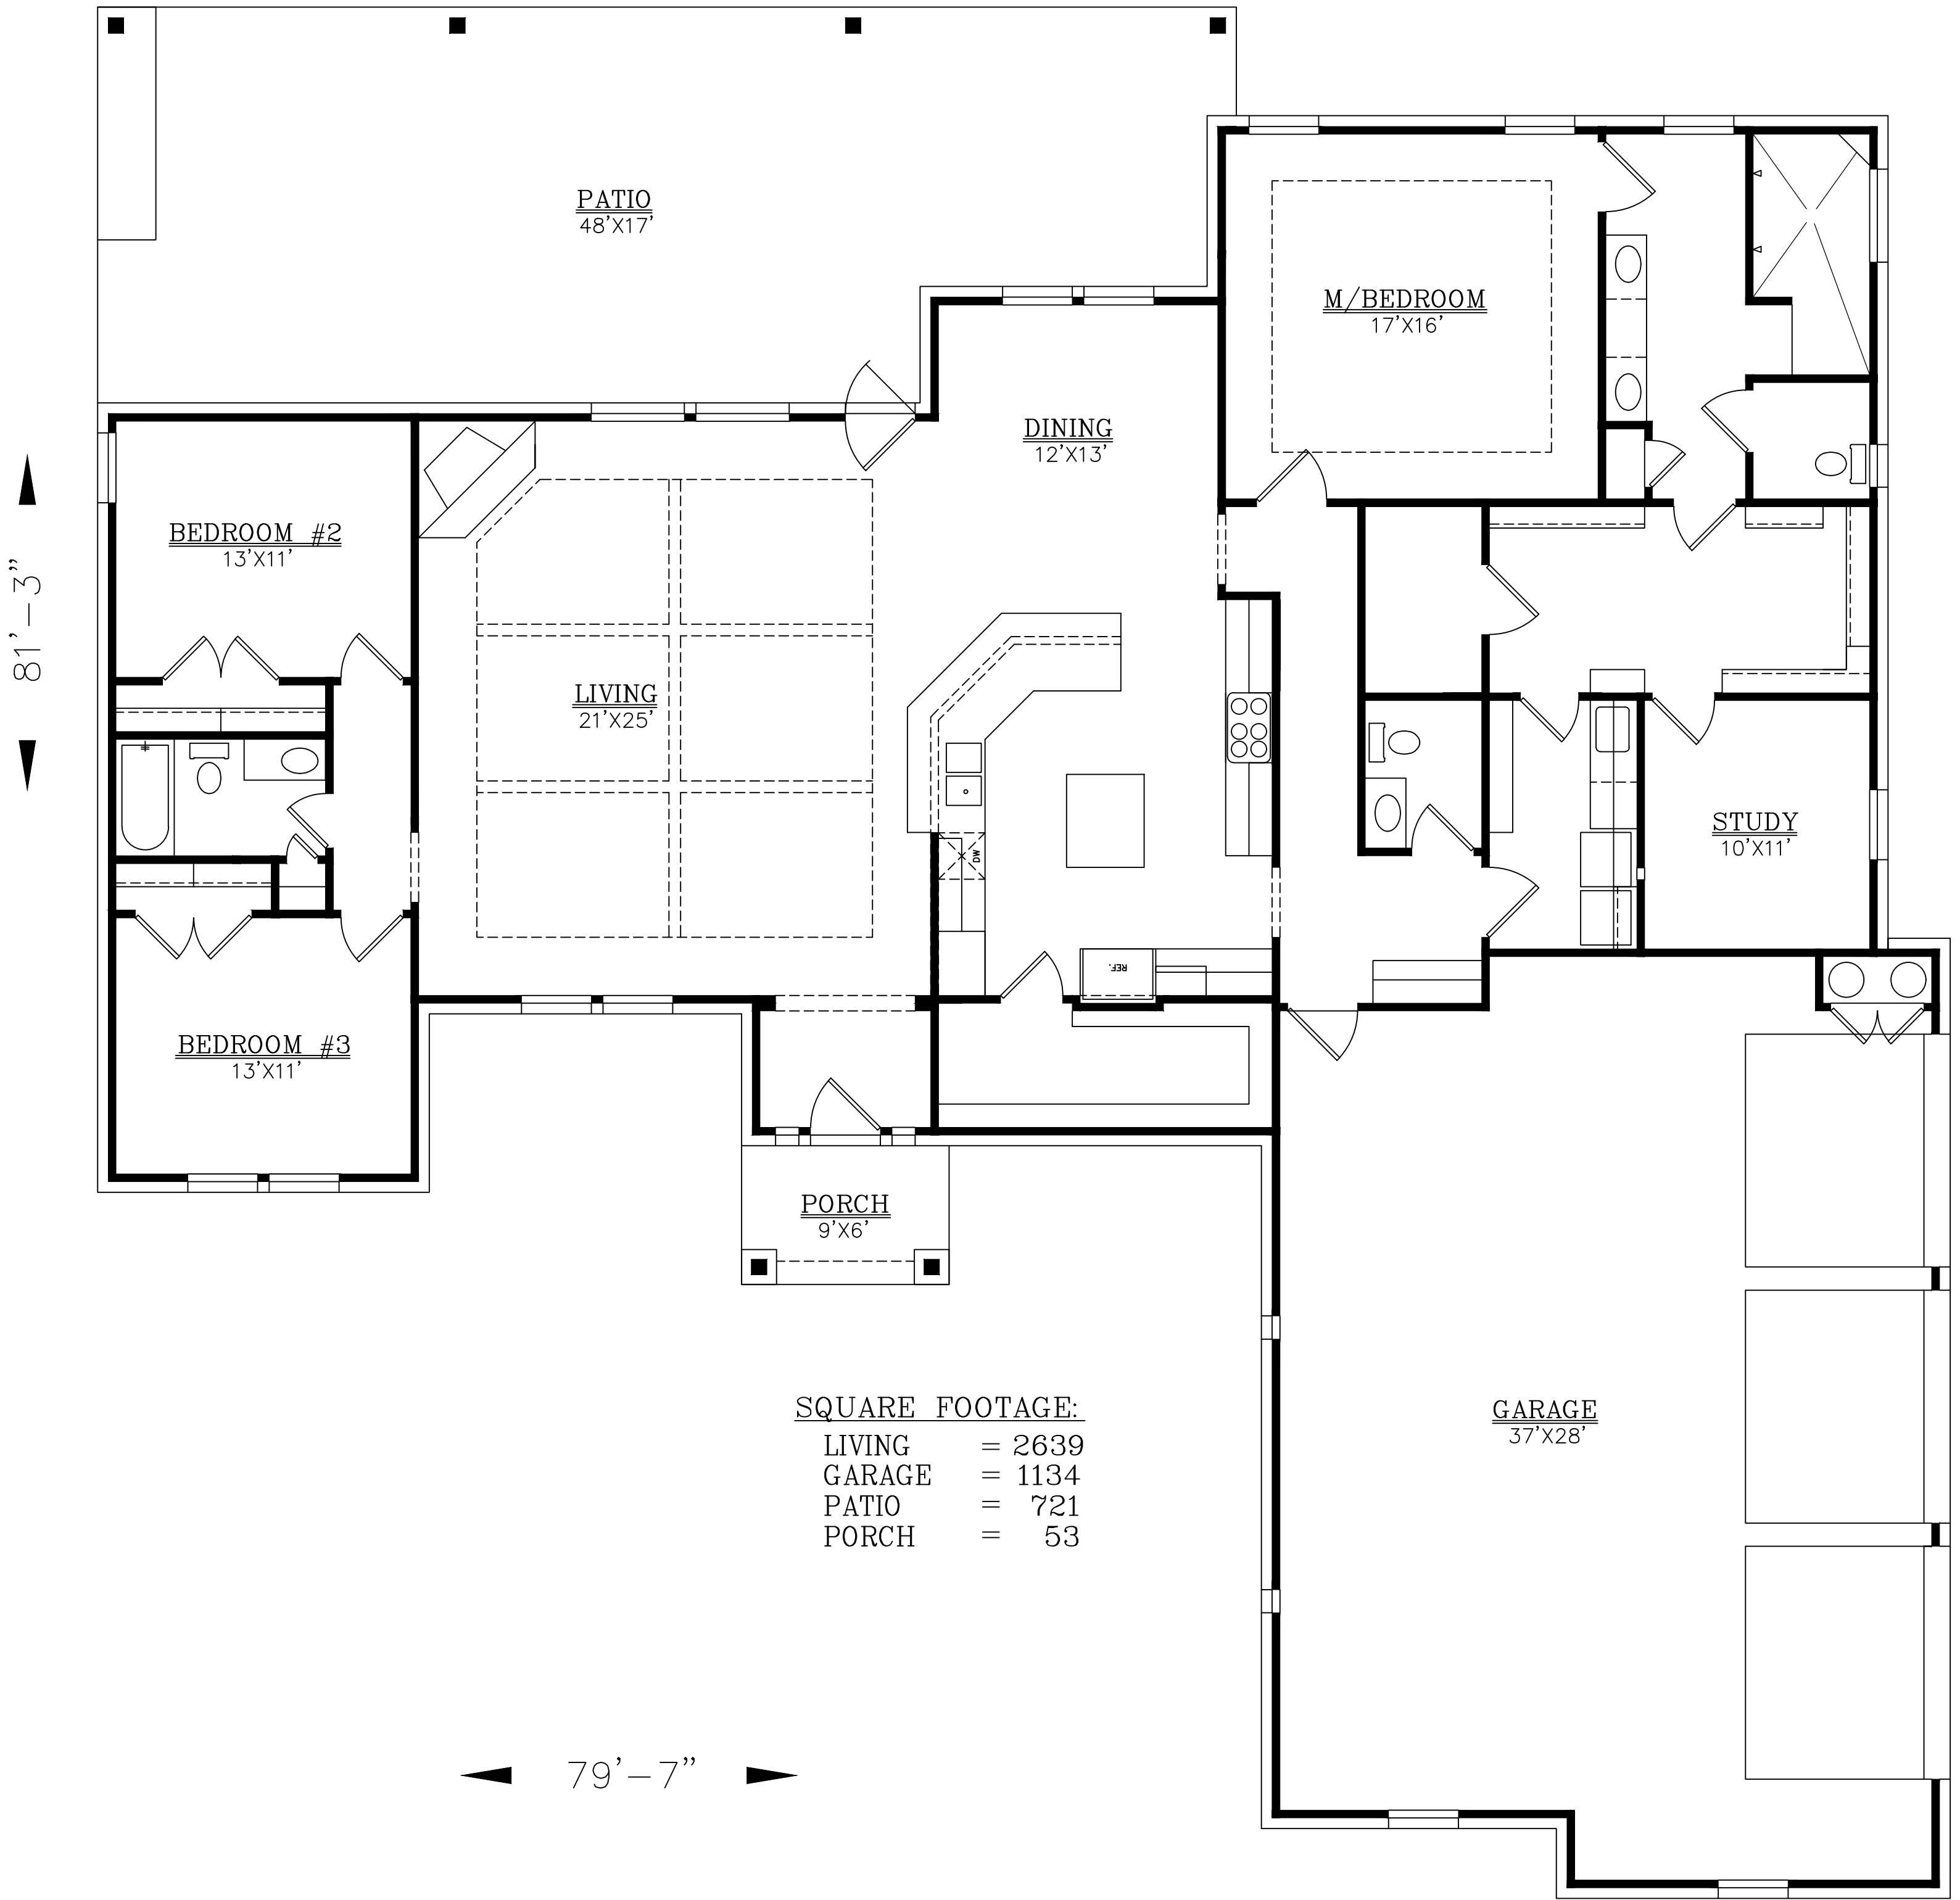 PATIO
48'X17'
M/BEDROOM
17'X16'
DINING
12'X13'
BEDROOM #2
13'X11'
81'-3"
LIVING
21'X25'
STUDY
10'X11'
DW
REF.
BEDROOM #3
13'X11'
PORCH
9'X6'
GARAGE
37'X28'
SQUARE FOOTAGE:
LIVING = 2639
GARAGE = 1134
PATIO = 721
PORCH = 53
79'-7"